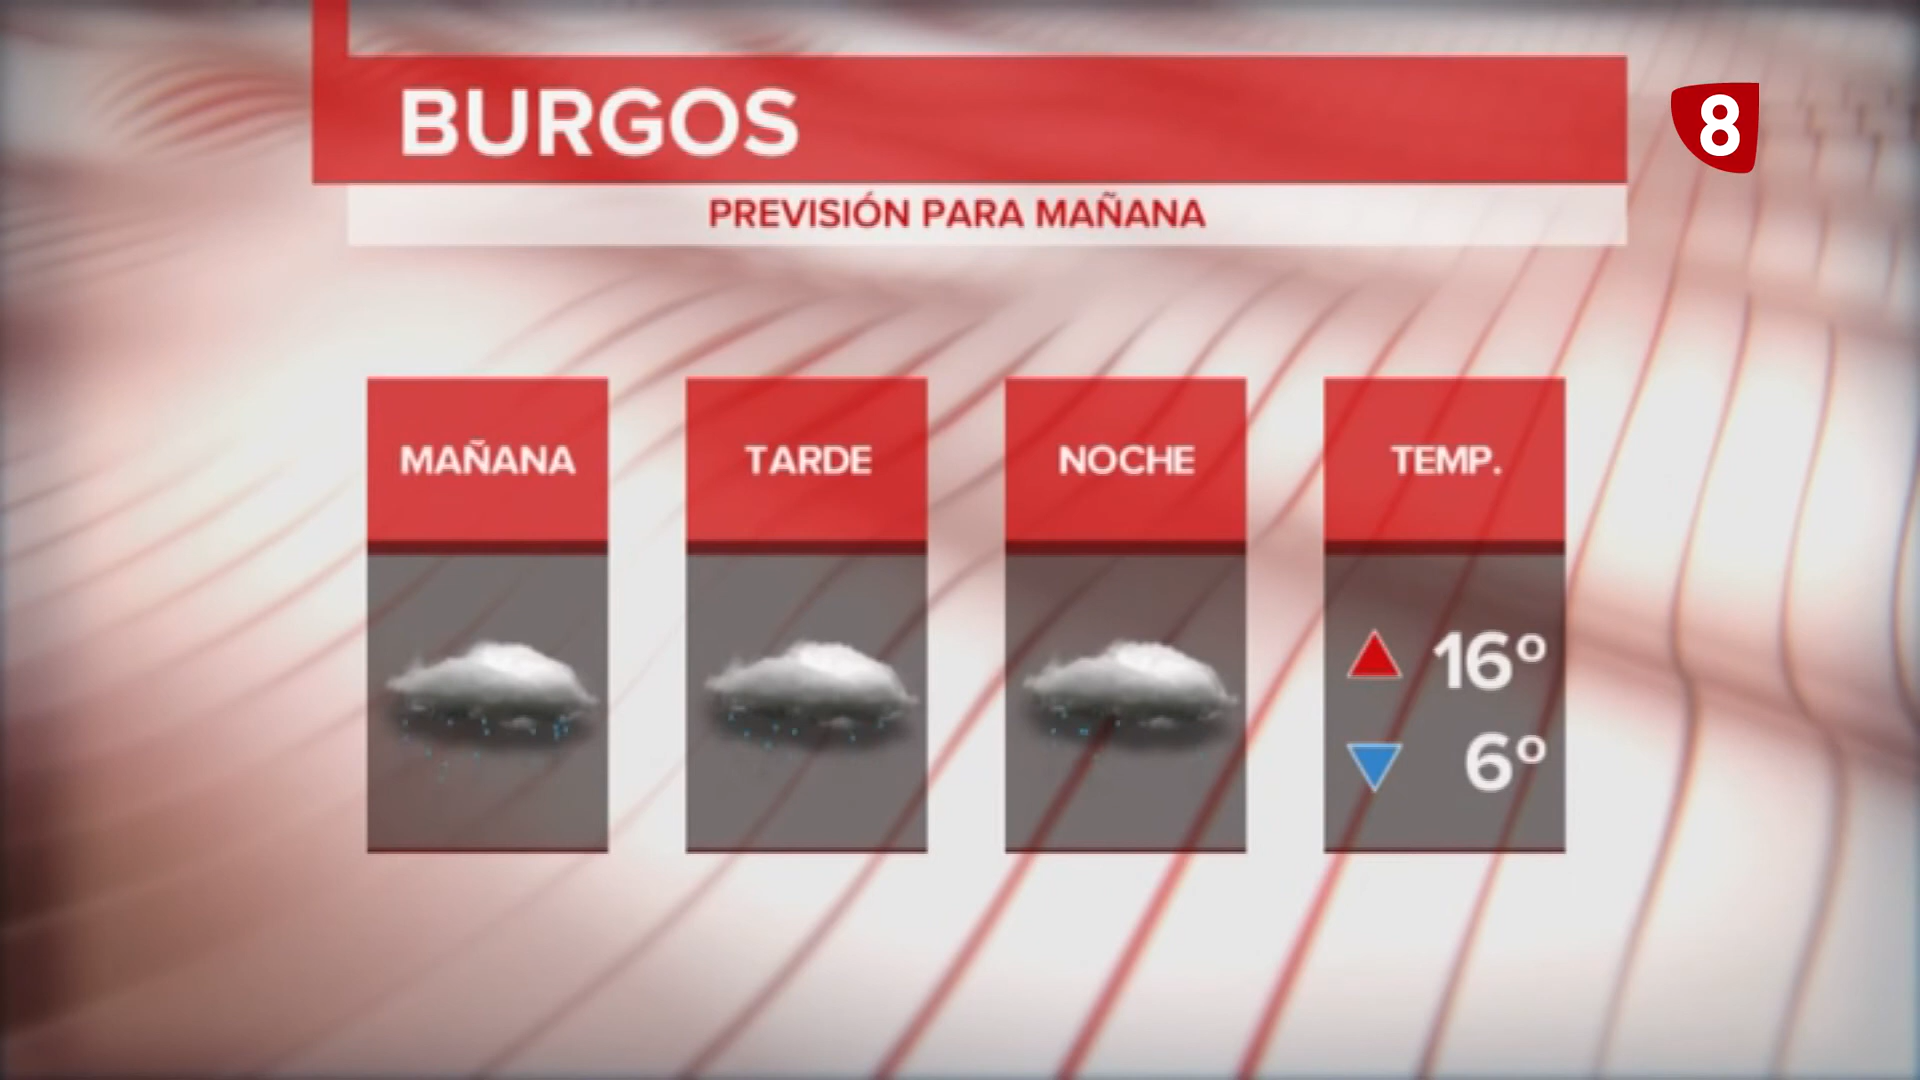 BURGOS
8
PREVISIÓN PARA MAÑANA
MAÑANA
TARDE
NOCHE
TEMP.
16º
6º